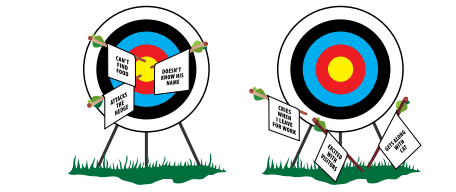 CAN'T
FIND
FOOD
DOESN'T
KNOW HIS
NAME
ATTACKS
THE
HEDGE
CRIES
WHEN
I LEAVE
FOR WORK
EXCITED
WITH
VISITORS
GETS ALONG
WITH
CAT